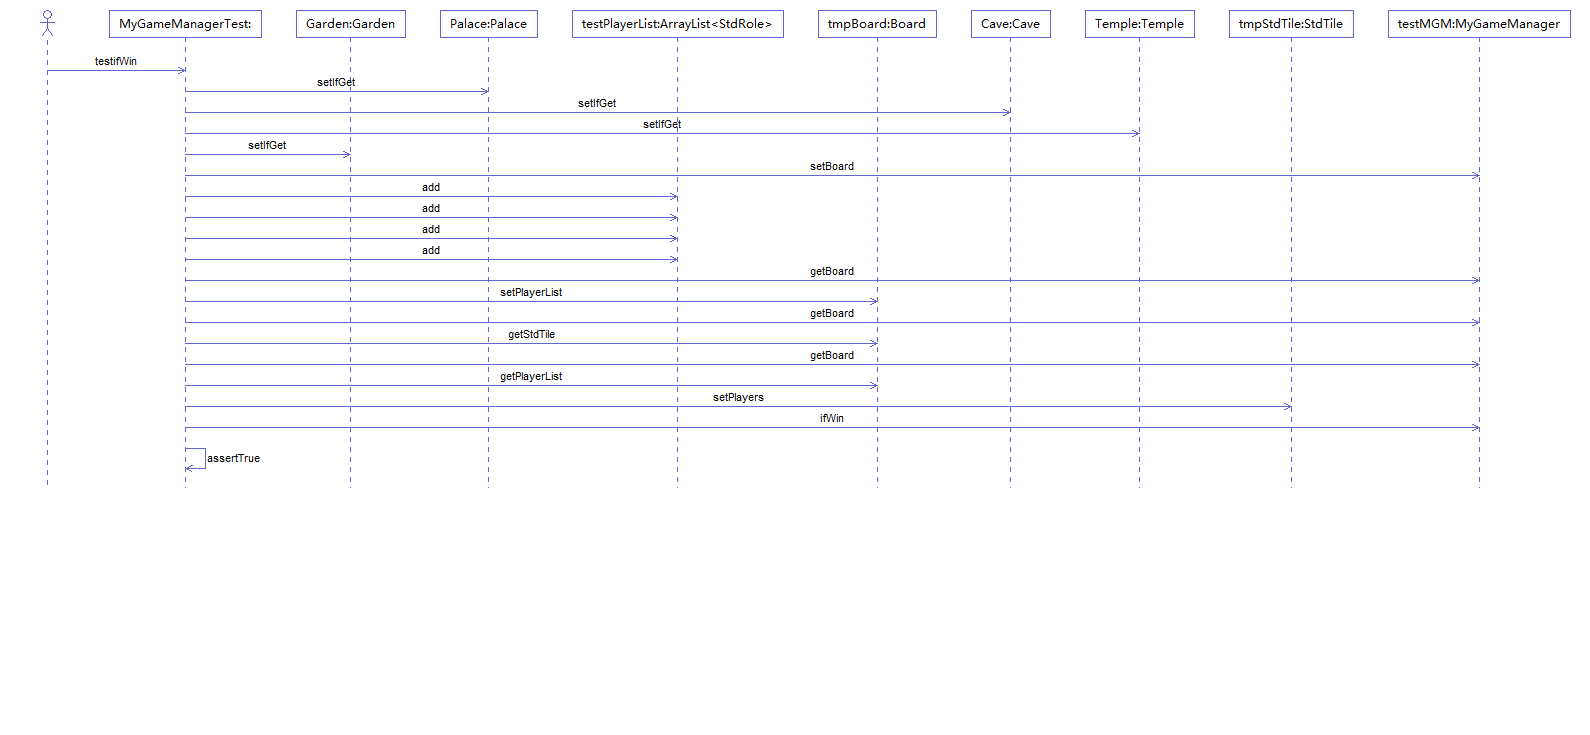 MyGameManagerTest:
Garden:Garden
Palace:Palace
testPlayerList:ArrayList<StdRole>
tmpBoard:Board
Cave:Cave
Temple:Temple
tmpStdTile:StdTile
testMGM:MyGameManager
testifWin
setIfGet
setIfGet
setIfGet
setIfGet
setBoard
add
add
add
add
getBoard
setPlayerList
getBoard
getStdTile
getBoard
getPlayerList
setPlayers
ifWin
assertTrue